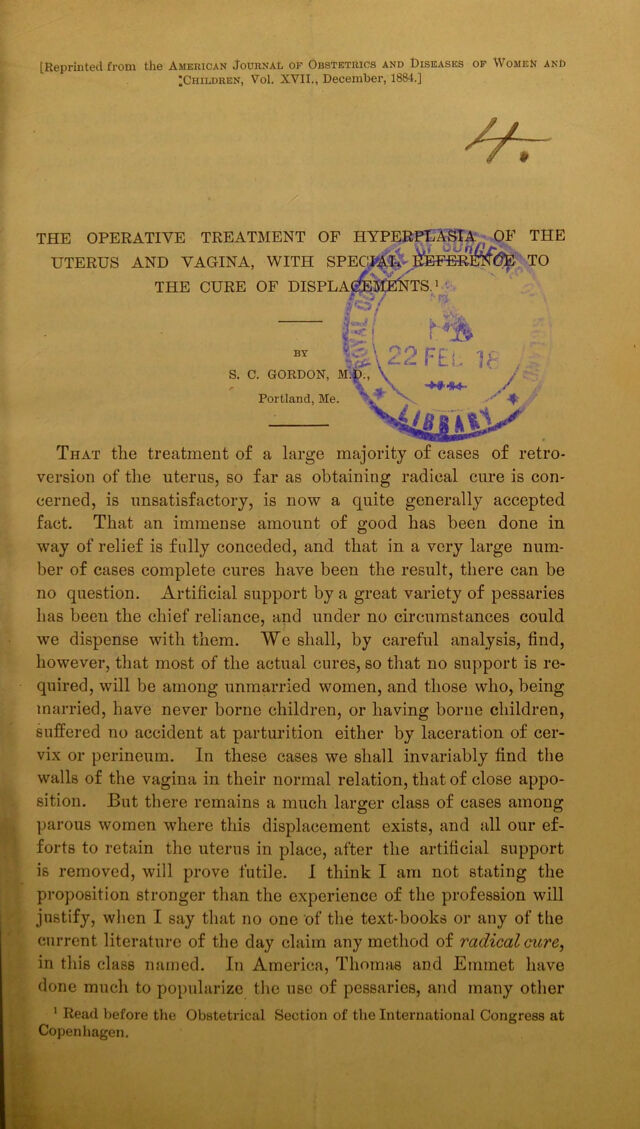 [Reprinted from the AMERICAN JOURNAL OF OBSTETRICS AND DISEASES OF WOMEN AND
CHILDREN, Vol. XVII., December, 1884.]
4.
THE OPERATIVE TREATMENT OF HYPERPLASIA OF THE
UTERUS AND VAGINA, WITH SPECIAL REFERENCE TO
THE CURE OF DISPLACEMENTS.¹
ROYAL COLLEGE OF SURGEONS OF ENGLAND
22 FEB 18
LIBRARY
BY
S. C. GORDON, M.D.,
Portland, Me.
THAT the treatment of a large majority of cases of retro-
version of the uterus, so far as obtaining radical cure is con-
cerned, is unsatisfactory, is now a quite generally accepted
fact. That an immense amount of good has been done in
way of relief is fully conceded, and that in a very large num-
ber of cases complete cures have been the result, there can be
no question. Artificial support by a great variety of pessaries
has been the chief reliance, and under no circumstances could
we dispense with them. We shall, by careful analysis, find,
however, that most of the actual cures, so that no support is re-
quired, will be among unmarried women, and those who, being
married, have never borne children, or having borne children,
suffered no accident at parturition either by laceration of cer-
vix or perineum. In these cases we shall invariably find the
walls of the vagina in their normal relation, that of close appo-
sition. But there remains a much larger class of cases among
parous women where this displacement exists, and all our ef-
forts to retain the uterus in place, after the artificial support
is removed, will prove futile. I think I am not stating the
proposition stronger than the experience of the profession will
justify, when I say that no one of the text-books or any of the
current literature of the day claim any method of radical cure,
in this class named. In America, Thomas and Emmet have
done much to popularize the use of pessaries, and many other
¹ Read before the Obstetrical Section of the International Congress at
Copenhagen.